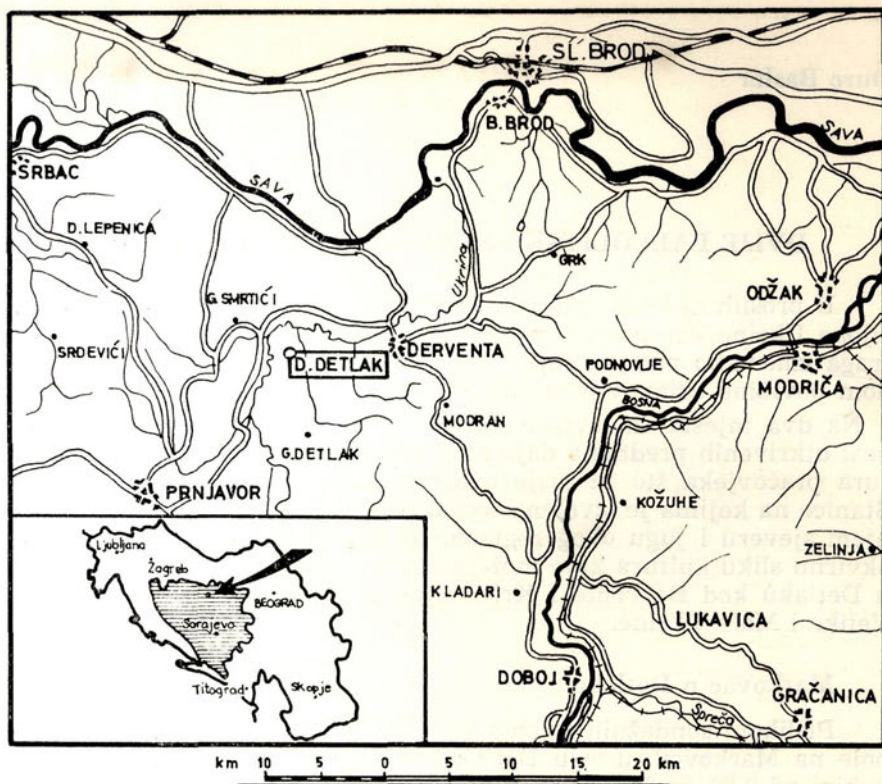 SL. BROD
B. BROD
SAVA
SRBAC
SAVA
D. LEPENICA
Ukrina
GRK
ODŽAK
G. SMRTIĆI
SRĐEVIĆI
D. DETLAK
DERVENTA
PODNOVLJE
MODRIČA
BOSNA
MODRAN
G. DETLAK
PRNJAVOR
KOŽUHE
ZELINJA
Ljubljana
Zagreb
BEOGRAD
KLADARI
LUKAVICA
Sarajevo
DOBOJ
GRAČANICA
Titograd
Skopje
Spreča
km 10 5 0 5 10 15. 20 km